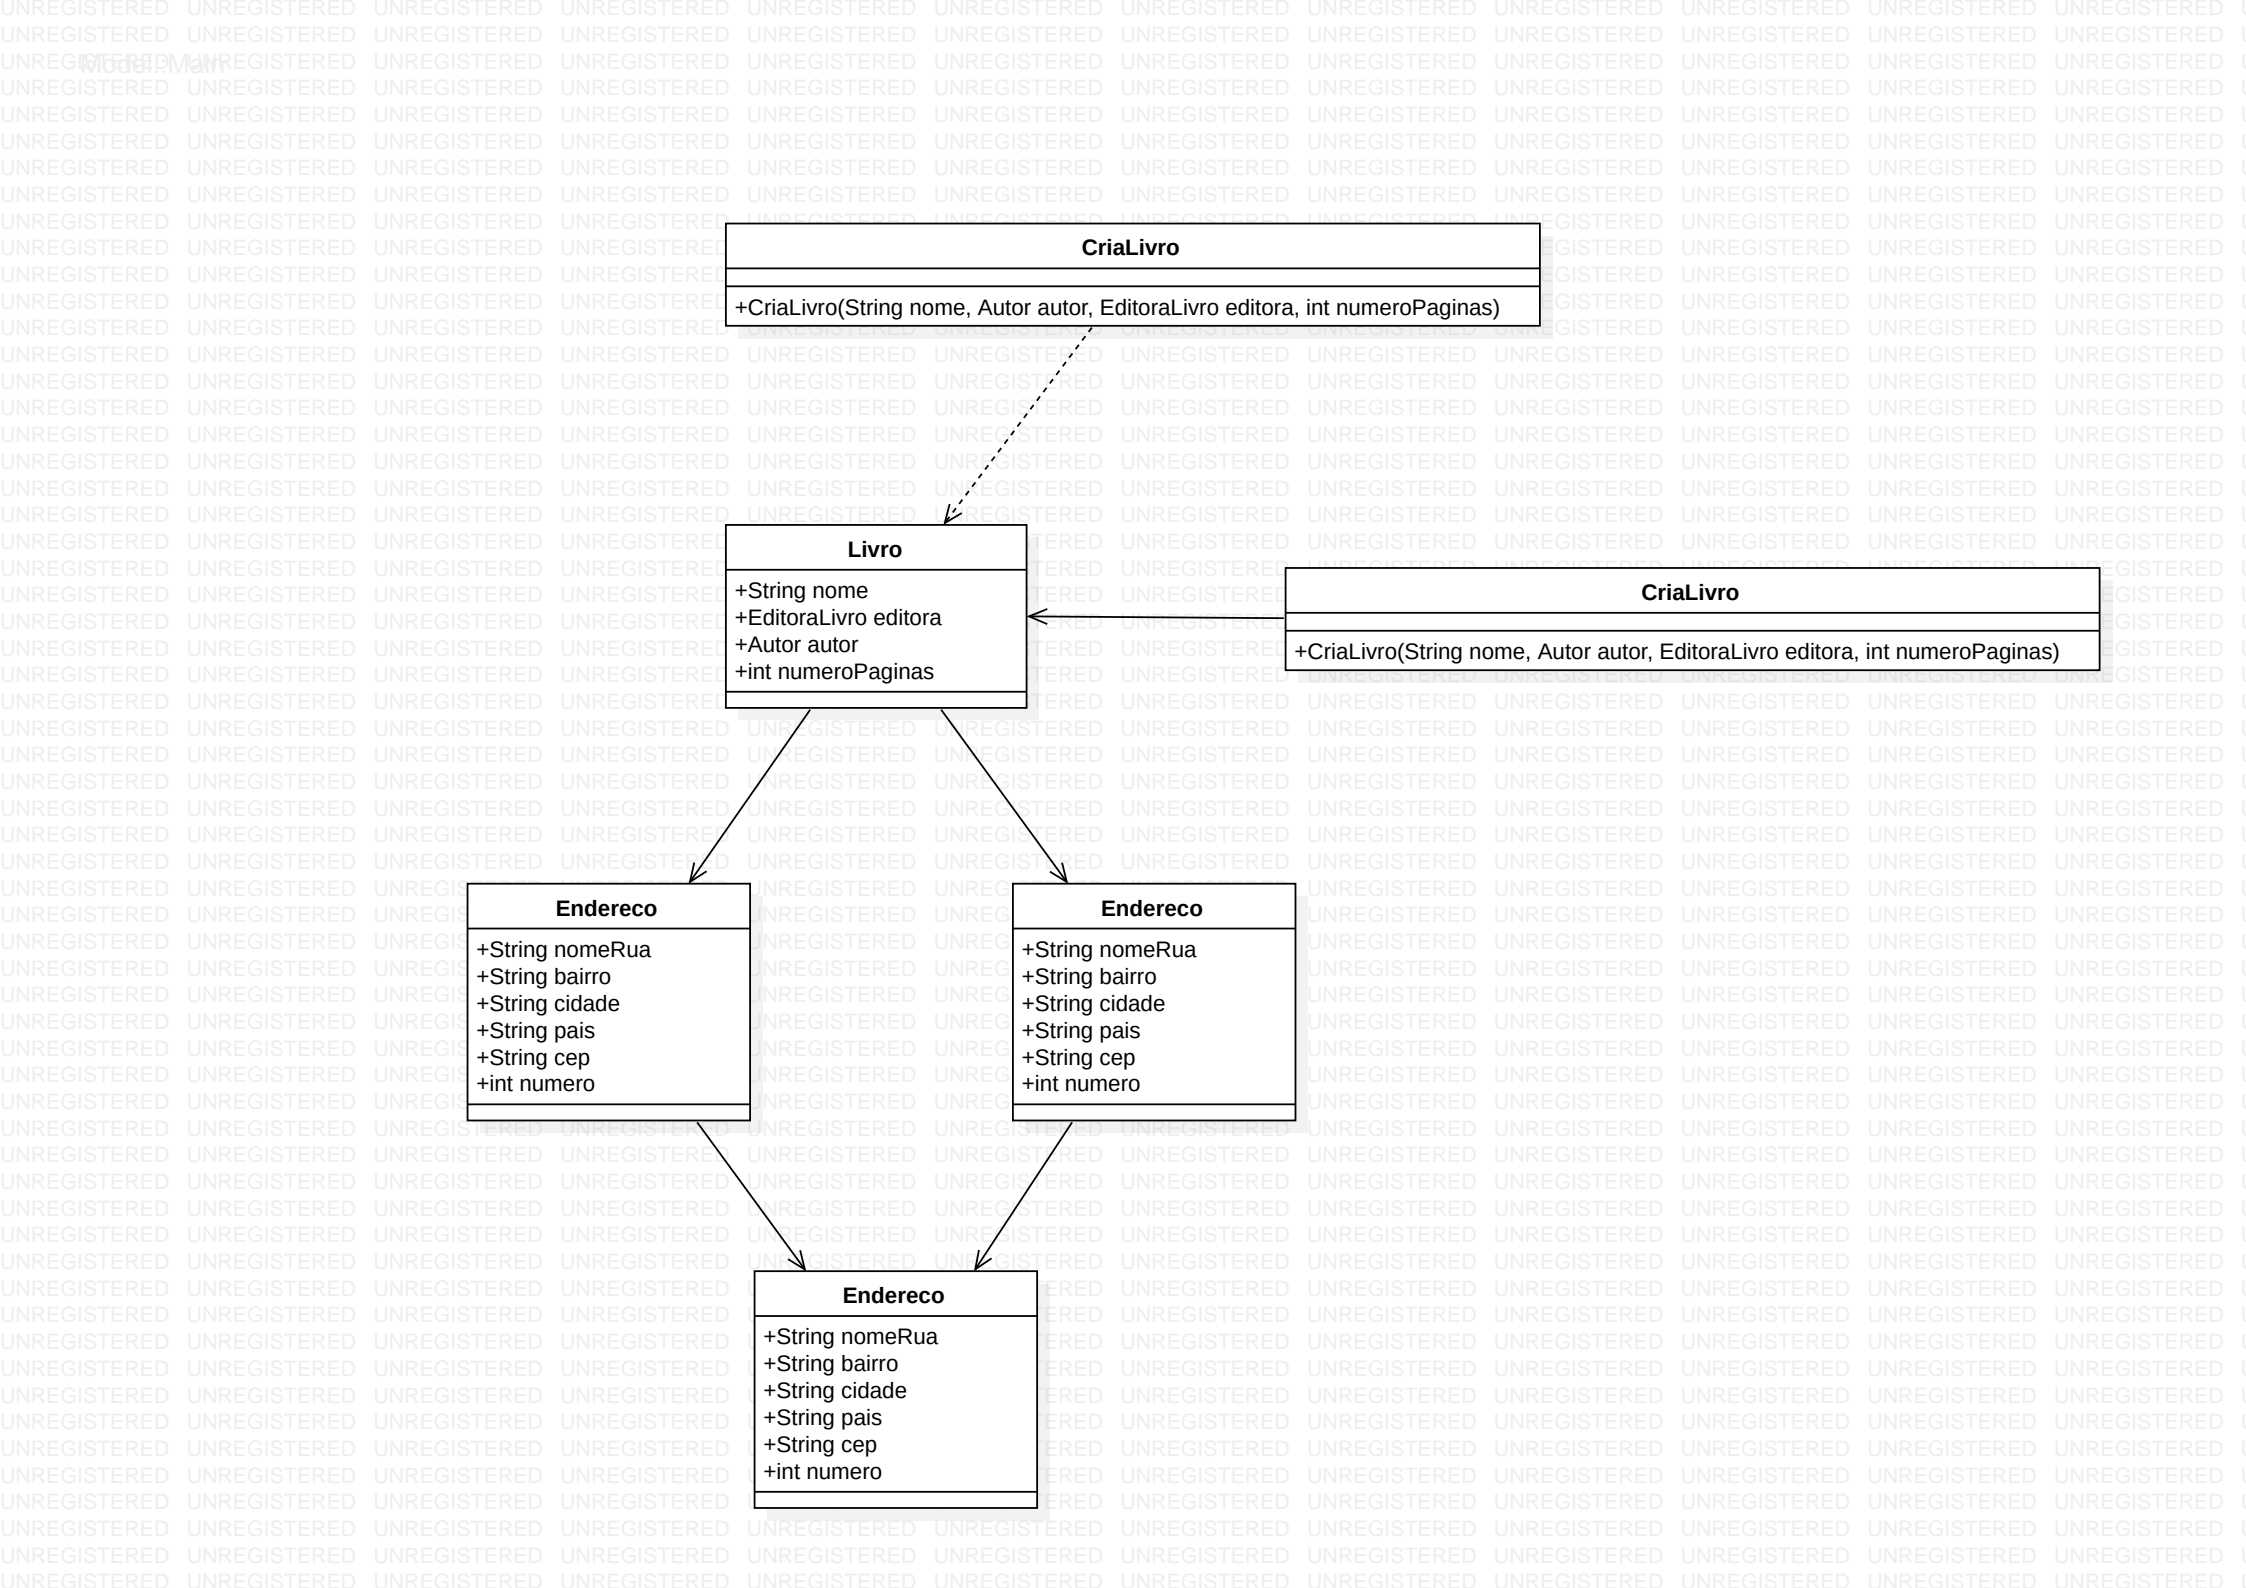 Model::Main
CriaLivro
+CriaLivro(String nome, Autor autor, EditoraLivro editora, int numeroPaginas)
Livro
+String nome
+EditoraLivro editora
+Autor autor
+int numeroPaginas
CriaLivro
+CriaLivro(String nome, Autor autor, EditoraLivro editora, int numeroPaginas)
Endereco
+String nomeRua
+String bairro
+String cidade
+String pais
+String cep
+int numero
Endereco
+String nomeRua
+String bairro
+String cidade
+String pais
+String cep
+int numero
Endereco
+String nomeRua
+String bairro
+String cidade
+String pais
+String cep
+int numero
UNREGISTERED